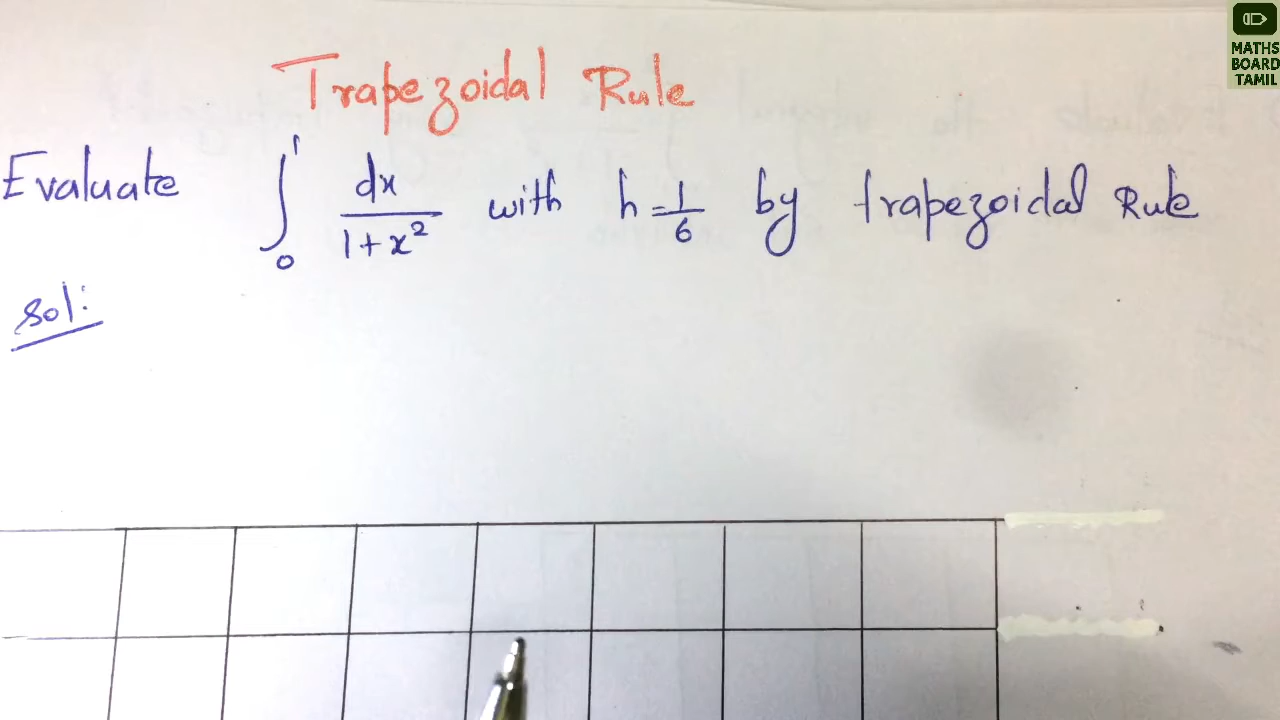 MATHS
BOARD
TAMIL
Trapezoidal Rule
Evaluate ∫₀¹ dx/(1+x²) with h=1/6 by trapezoidal Rule
Sol: